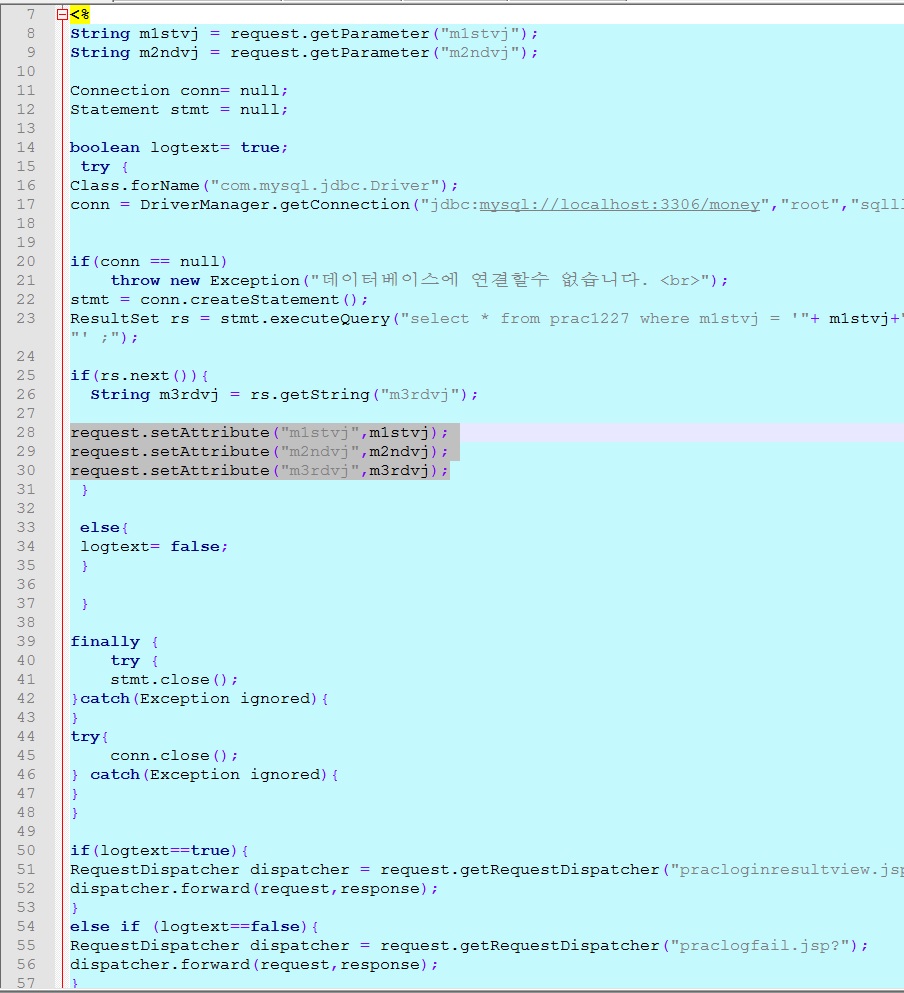 7 <%
8 String m1stvj = request.getParameter("m1stvj");
9 String m2ndvj = request.getParameter("m2ndvj");
10
11 Connection conn= null;
12 Statement stmt = null;
13
14 boolean logtext= true;
15 try {
16 Class.forName("com.mysql.jdbc.Driver");
17 conn = DriverManager.getConnection("jdbc:mysql://localhost:3306/money","root","sqlll
18
19
20 if(conn == null)
21 throw new Exception("데이터베이스에 연결할수 없습니다. <br>");
22 stmt = conn.createStatement();
23 ResultSet rs = stmt.executeQuery("select * from prac1227 where m1stvj = '"+ m1stvj+"
"' ;");
24
25 if(rs.next()){
26 String m3rdvj = rs.getString("m3rdvj");
27
28 request.setAttribute("m1stvj",m1stvj);
29 request.setAttribute("m2ndvj",m2ndvj);
30 request.setAttribute("m3rdvj",m3rdvj);
31 }
32
33 else{
34 logtext= false;
35 }
36
37 }
38
39 finally {
40 try {
41 stmt.close();
42 }catch(Exception ignored){
43 }
44 try{
45 conn.close();
46 } catch(Exception ignored){
47 }
48 }
49
50 if(logtext==true){
51 RequestDispatcher dispatcher = request.getRequestDispatcher("pracloginresultview.jsp
52 dispatcher.forward(request,response);
53 }
54 else if (logtext==false){
55 RequestDispatcher dispatcher = request.getRequestDispatcher("praclogfail.jsp?");
56 dispatcher.forward(request,response);
57 }